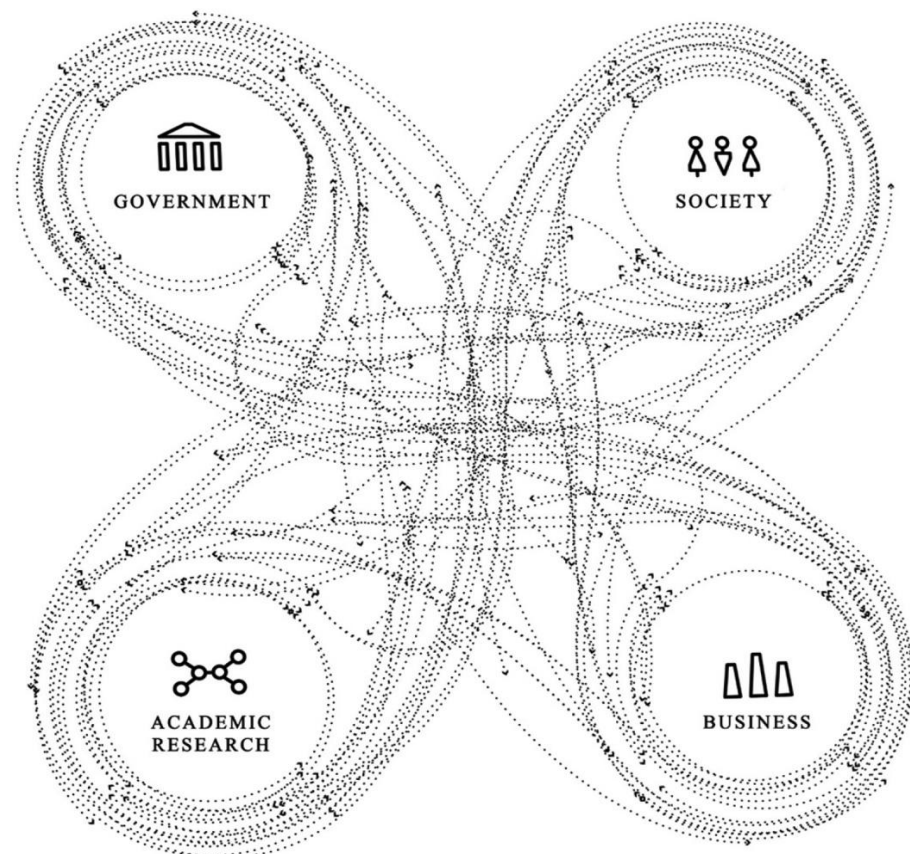 GOVERNMENT
SOCIETY
ACADEMIC
RESEARCH
BUSINESS